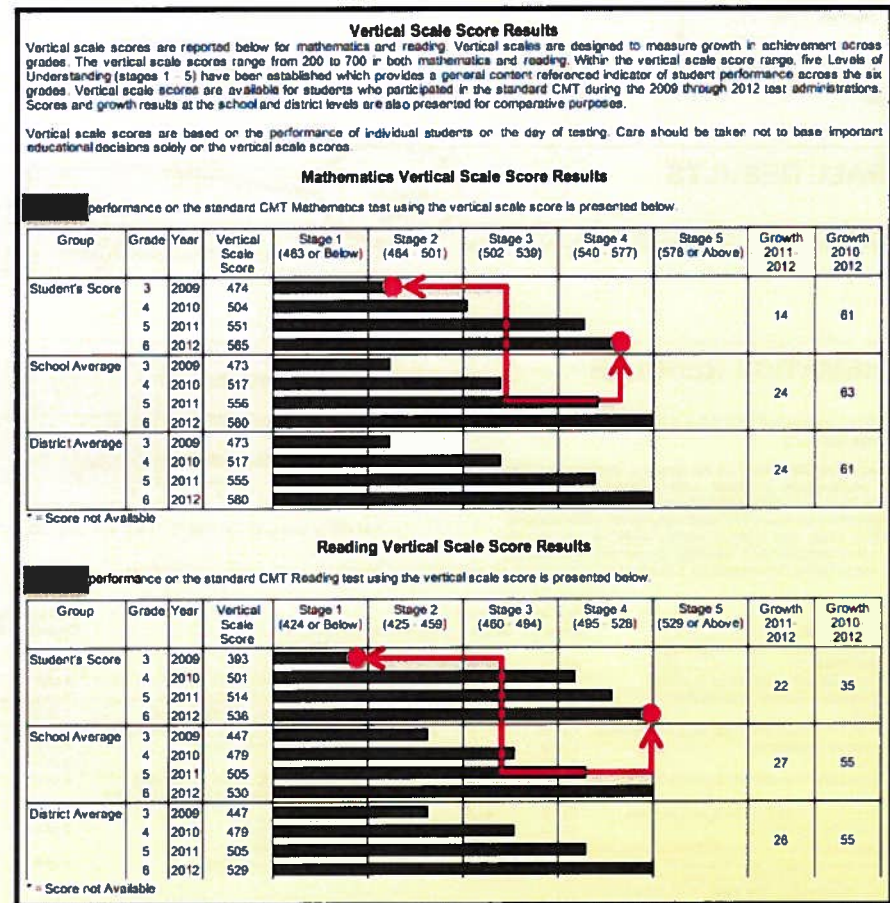 Vertical Scale Score Results
Vertical scale scores are reported below for mathematics and reading. Vertical scales are designed to measure growth in achievement across
grades. The vertical scale scores range from 200 to 700 in both mathematics and reading. Within the vertical scale score range, five Levels of
Understanding (stages 1 - 5) have been established which provides a general content referenced indicator of student performance across the six
grades. Vertical scale scores are available for students who participated in the standard CMT during the 2009 through 2012 test administrations.
Scores and growth results at the school and district levels are also presented for comparative purposes.
Vertical scale scores are based on the performance of individual students on the day of testing. Care should be taken not to base important
educational decisions solely on the vertical scale scores.
Mathematics Vertical Scale Score Results
performance on the standard CMT Mathematics test using the vertical scale score is presented below.
Group Grade Year Vertical Scale Score Stage 1 (463 or Below) Stage 2 (464 - 501) Stage 3 (502 - 539) Stage 4 (540 - 577) Stage 5 (578 or Above) Growth 2011-2012 Growth 2010-2012
Student's Score 3 2009 474
4 2010 504
14 61
5 2011 551
6 2012 565
School Average 3 2009 473
4 2010 517
24 63
5 2011 556
6 2012 580
District Average 3 2009 473
4 2010 517
24 61
5 2011 555
6 2012 580
* = Score not Available
Reading Vertical Scale Score Results
performance on the standard CMT Reading test using the vertical scale score is presented below.
Group Grade Year Vertical Scale Score Stage 1 (424 or Below) Stage 2 (425 - 459) Stage 3 (460 - 494) Stage 4 (495 - 528) Stage 5 (529 or Above) Growth 2011-2012 Growth 2010-2012
Student's Score 3 2009 393
4 2010 501
22 35
5 2011 514
6 2012 536
School Average 3 2009 447
4 2010 479
27 55
5 2011 505
6 2012 530
District Average 3 2009 447
4 2010 479
26 55
5 2011 505
6 2012 529
* = Score not Available